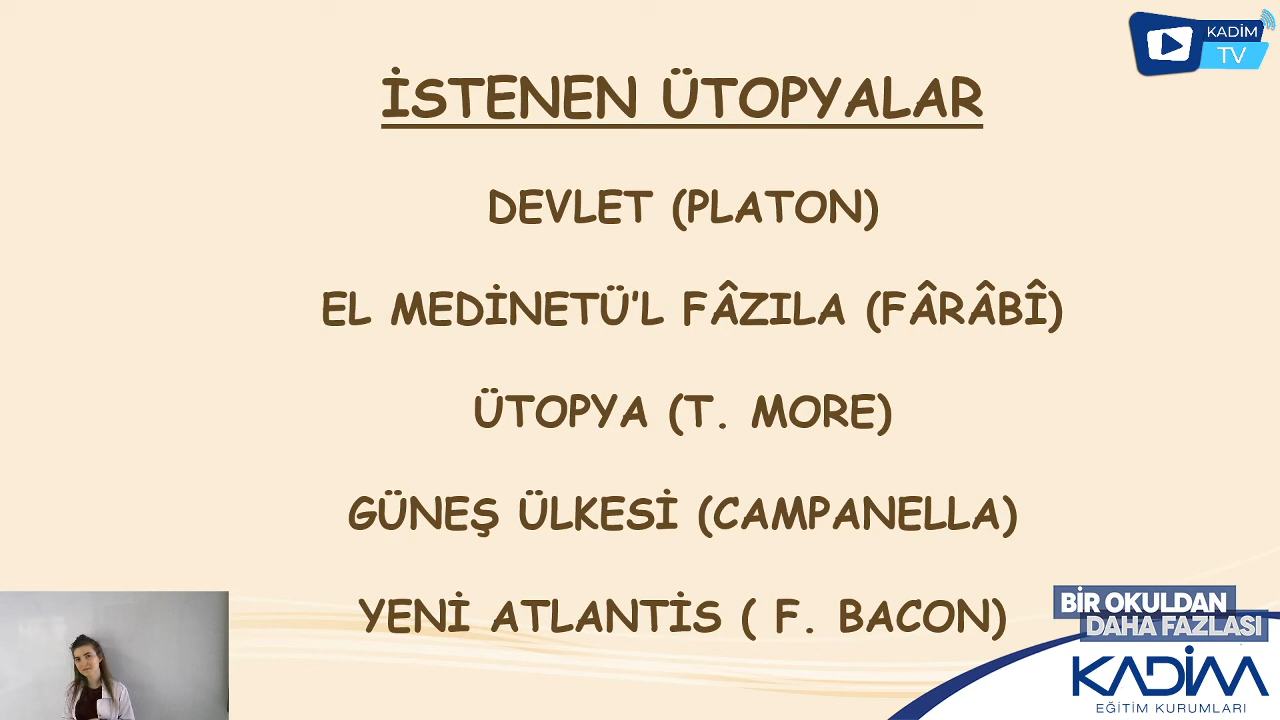 KADİM
TV
İSTENEN ÜTOPYALAR
DEVLET (PLATON)
EL MEDİNETÜ'L FÂZILA (FÂRÂBÎ)
ÜTOPYA (T. MORE)
GÜNEŞ ÜLKESİ (CAMPANELLA)
YENİ ATLANTİS ( F. BACON)
BİR OKULDAN
DAHA FAZLASI
KADİM
EĞİTİM KURUMLARI